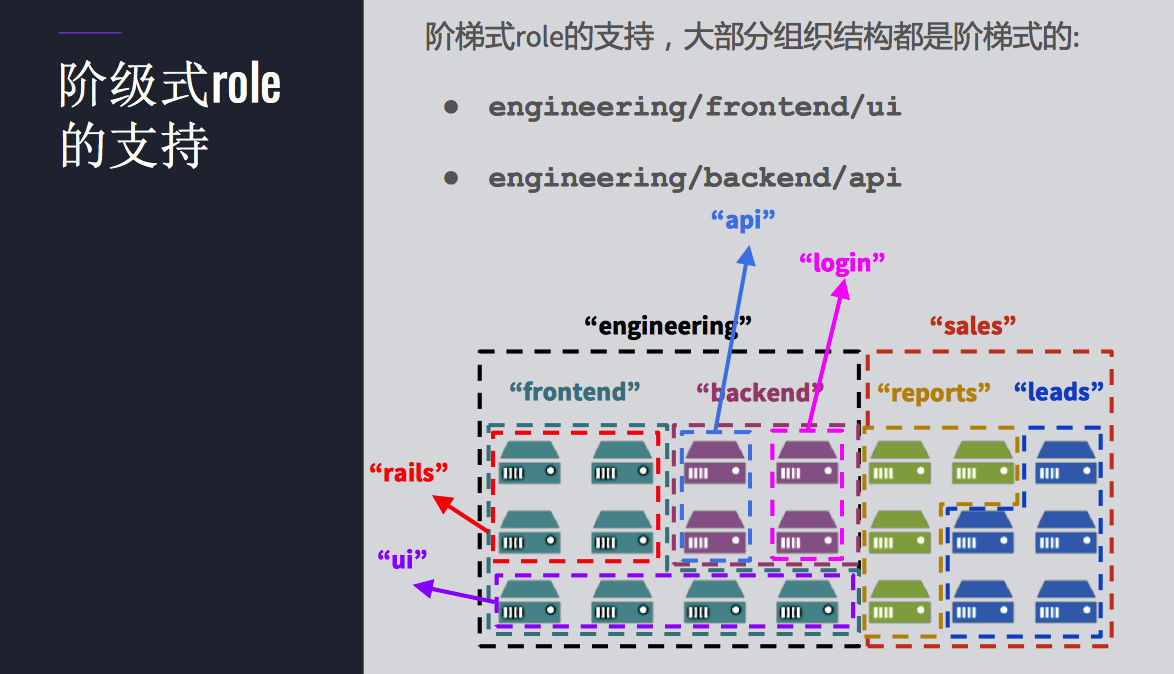 阶级式role
的支持
阶梯式role的支持，大部分组织结构都是阶梯式的:
● engineering/frontend/ui
● engineering/backend/api
“api”
“login”
“engineering”
“sales”
“frontend”
“backend”
“reports”
“leads”
“rails”
“ui”